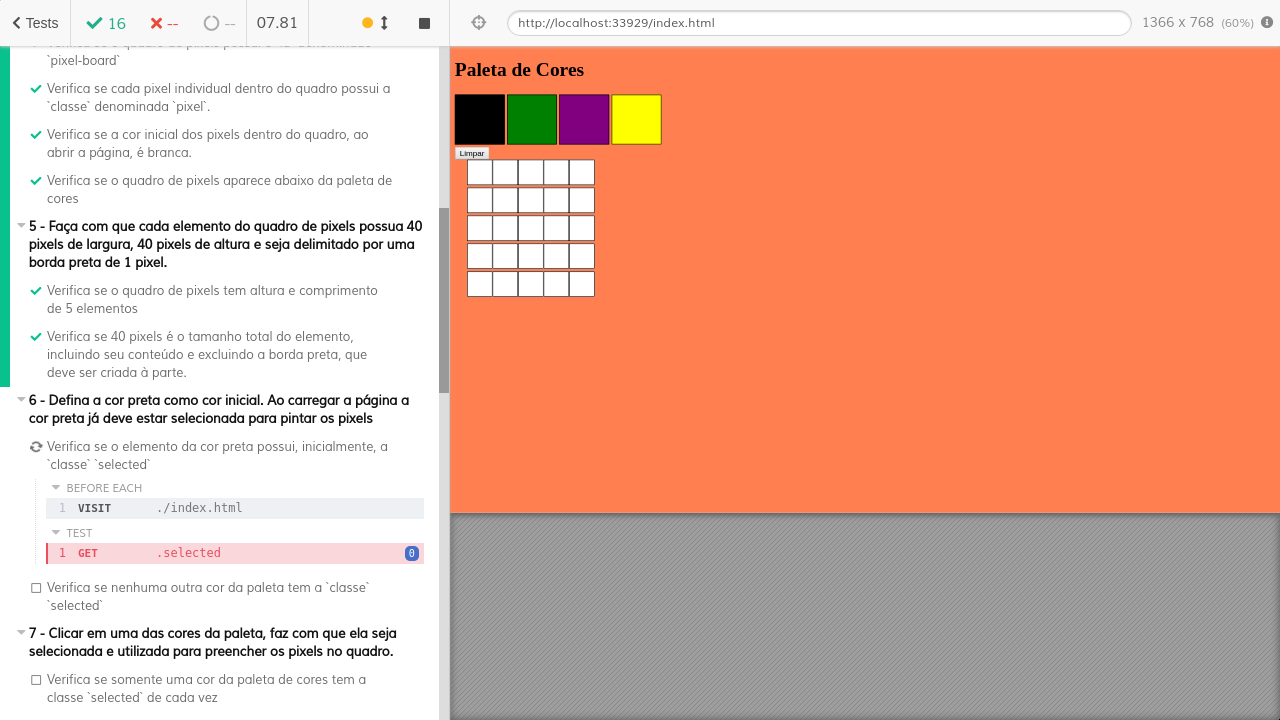 Tests
16
--
--
07.81
http://localhost:33929/index.html
1366 x 768 (60%)
`pixel-board`
Verifica se cada pixel individual dentro do quadro possui a
`classe` denominada `pixel`.
Verifica se a cor inicial dos pixels dentro do quadro, ao
abrir a página, é branca.
Verifica se o quadro de pixels aparece abaixo da paleta de
cores
5 - Faça com que cada elemento do quadro de pixels possua 40
pixels de largura, 40 pixels de altura e seja delimitado por uma
borda preta de 1 pixel.
Verifica se o quadro de pixels tem altura e comprimento
de 5 elementos
Verifica se 40 pixels é o tamanho total do elemento,
incluindo seu conteúdo e excluindo a borda preta, que
deve ser criada à parte.
6 - Defina a cor preta como cor inicial. Ao carregar a página a
cor preta já deve estar selecionada para pintar os pixels
Verifica se o elemento da cor preta possui, inicialmente, a
`classe` `selected`
BEFORE EACH
1 VISIT ./index.html
TEST
1 GET .selected 0
Verifica se nenhuma outra cor da paleta tem a `classe`
`selected`
7 - Clicar em uma das cores da paleta, faz com que ela seja
selecionada e utilizada para preencher os pixels no quadro.
Verifica se somente uma cor da paleta de cores tem a
classe `selected` de cada vez
Paleta de Cores
Limpar